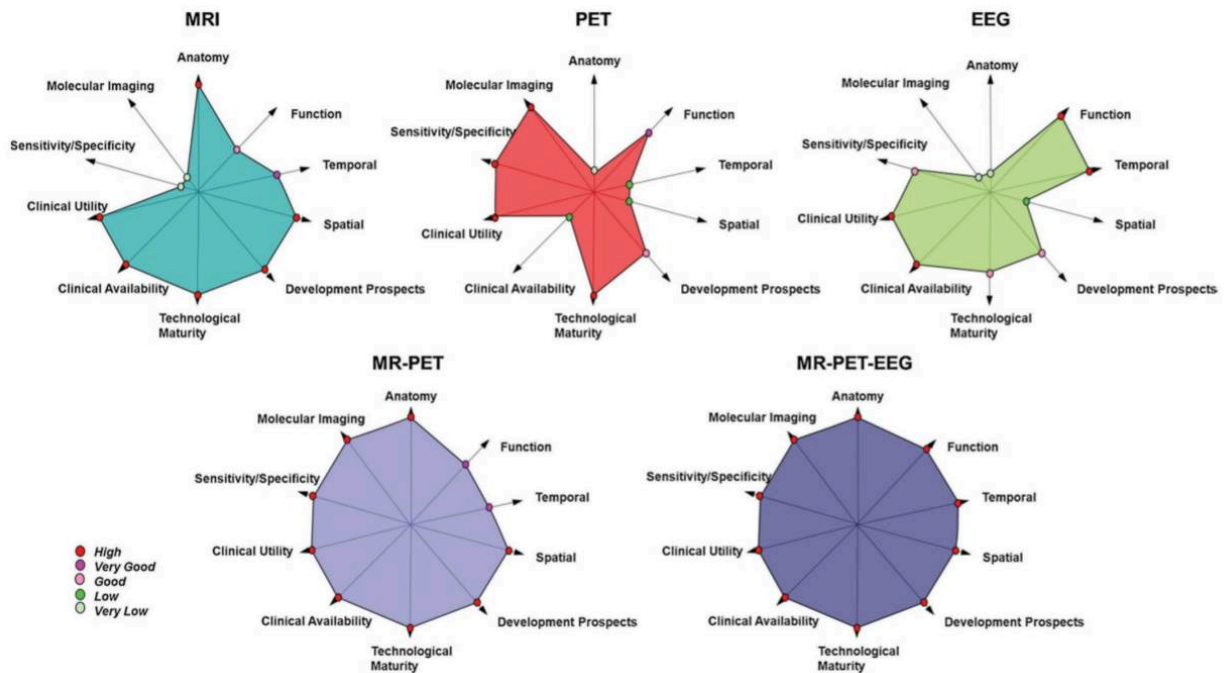 MRI
Anatomy
Molecular Imaging
Function
Sensitivity/Specificity
Temporal
Clinical Utility
Spatial
Clinical Availability
Development Prospects
Technological
Maturity
PET
Anatomy
Molecular Imaging
Function
Sensitivity/Specificity
Temporal
Clinical Utility
Spatial
Clinical Availability
Development Prospects
Technological
Maturity
EEG
Anatomy
Molecular Imaging
Function
Sensitivity/Specificity
Temporal
Clinical Utility
Spatial
Clinical Availability
Development Prospects
Technological
Maturity
MR-PET
Anatomy
Molecular Imaging
Function
Sensitivity/Specificity
Temporal
Clinical Utility
Spatial
Clinical Availability
Development Prospects
Technological
Maturity
MR-PET-EEG
Anatomy
Molecular Imaging
Function
Sensitivity/Specificity
Temporal
Clinical Utility
Spatial
Clinical Availability
Development Prospects
Technological
Maturity
High
Very Good
Good
Low
Very Low